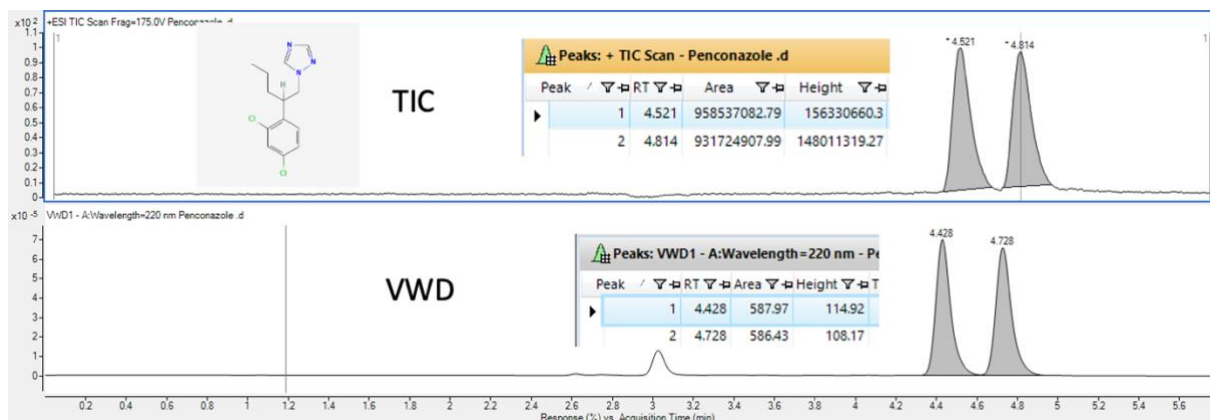 x10 2 +ESI TIC Scan Frag=175.0V Penconazole .d
1.1
1
0.9
0.8
0.7
0.6
0.5
0.4
0.3
0.2
0.1
0
1
1
N
N
N
H
Cl
Cl
TIC
Peaks: + TIC Scan - Penconazole .d
Peak RT Area Height
1 4.521 958537082.79 156330660.3
2 4.814 931724907.99 148011319.27
* 4.521
* 4.814
x10 -5 VWD1 - A:Wavelength=220 nm Penconazole .d
7
6
5
4
3
2
1
0
VWD
Peaks: VWD1 - A:Wavelength=220 nm - Pe
Peak RT Area Height T
1 4.428 587.97 114.92
2 4.728 586.43 108.17
4.428
4.728
0.2 0.4 0.6 0.8 1 1.2 1.4 1.6 1.8 2 2.2 2.4 2.6 2.8 3 3.2 3.4 3.6 3.8 4 4.2 4.4 4.6 4.8 5 5.2 5.4 5.6
Response (%) vs. Acquisition Time (min)